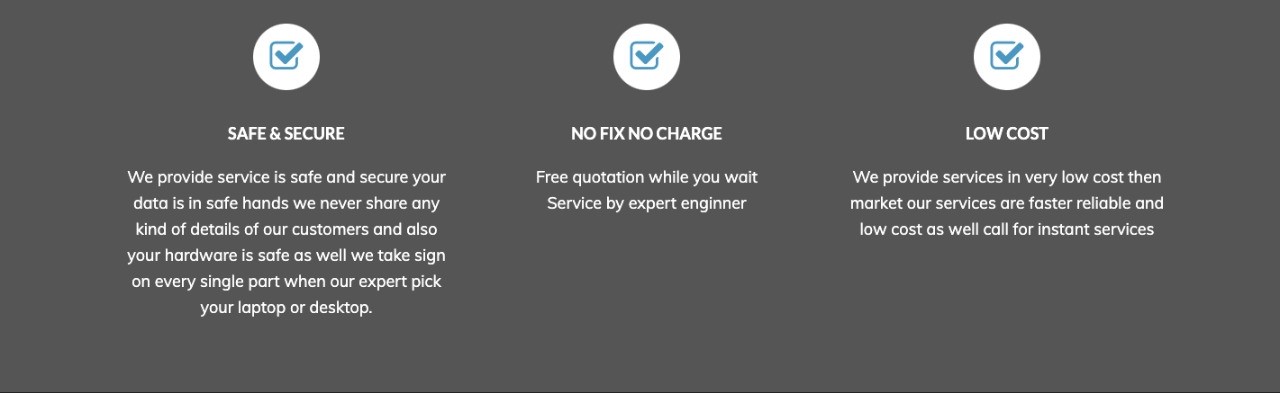 SAFE & SECURE
We provide service is safe and secure your
data is in safe hands we never share any
kind of details of our customers and also
your hardware is safe as well we take sign
on every single part when our expert pick
your laptop or desktop.
NO FIX NO CHARGE
Free quotation while you wait
Service by expert enginner
LOW COST
We provide services in very low cost then
market our services are faster reliable and
low cost as well call for instant services